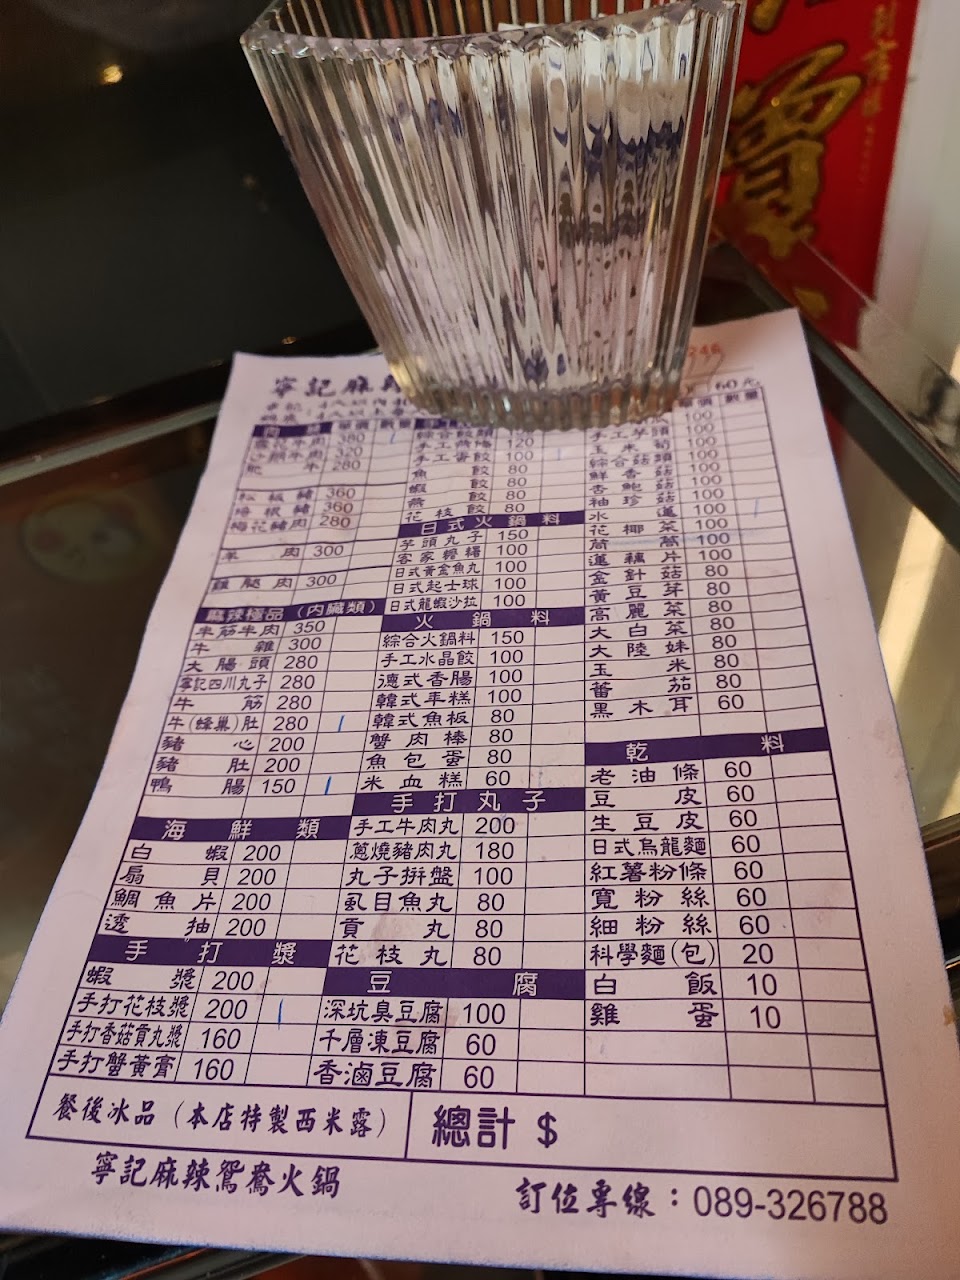 寧記麻辣
60元
單價 數量
肉類 單價 數量
霜降牛肉 380
沙朗牛肉 320
肥牛 280
松板豬 360
培根豬 360
梅花豬肉 280
羊肉 300
雞腿肉 300
麻辣極品(內臟類)
半筋半肉 350
牛雜 300
大腸頭 280
寧記四川丸子 280
牛筋 280
牛(蜂巢)肚 280
豬心 200
豬肚 200
鴨腸 150
海鮮類
白蝦 200
扇貝 200
鯛魚片 200
透抽 200
手打漿
蝦漿 200
手打花枝漿 200
手打香菇貢丸漿 160
手打蟹黃膏 160
綜合餃類
手工燕餃 120
手工蛋餃 100
魚餃 80
蝦餃 80
燕餃 80
花枝餃 80
日式火鍋料
芋頭丸子 150
客家糍粑 100
日式黃金魚丸 100
日式起士球 100
日式龍蝦沙拉 100
火鍋料
綜合火鍋料 150
手工水晶餃 100
德式香腸 100
韓式年糕 100
韓式魚板 80
蟹肉棒 80
魚包蛋 80
米血糕 60
手打丸子
手工牛肉丸 200
蔥燒豬肉丸 180
丸子拼盤 100
虱目魚丸 80
貢丸 80
花枝丸 80
豆腐
深坑臭豆腐 100
千層凍豆腐 60
香滷豆腐 60
手工芋頭 100
玉米筍 100
綜合菇類 100
鮮香菇 100
杏鮑菇 100
袖珍菇 100
水蓮 100
花椰菜 100
茼蒿 100
蓮藕片 100
金針菇 80
黃豆芽 80
高麗菜 80
大白菜 80
大陸妹 80
玉米 80
蕃茄 80
黑木耳 60
乾料
老油條 60
豆皮 60
生豆皮 60
日式烏龍麵 60
紅薯粉條 60
寬粉絲 60
細粉絲 60
科學麵(包) 20
白飯 10
雞蛋 10
餐後冰品(本店特製西米露)
總計 $
寧記麻辣鴛鴦火鍋
訂位專線：089-326788